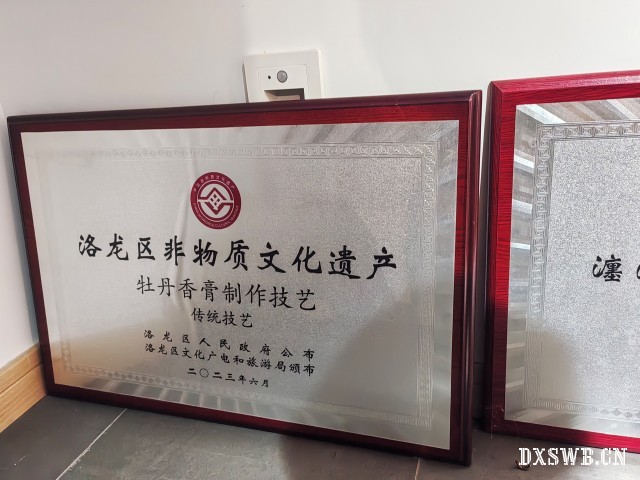 洛龙区非物质文化遗产
牡丹香膏制作技艺
传统技艺
洛龙区人民政府公布
洛龙区文化广电和旅游局颁布
二〇二三年六月
瀍
DXSWB.CN